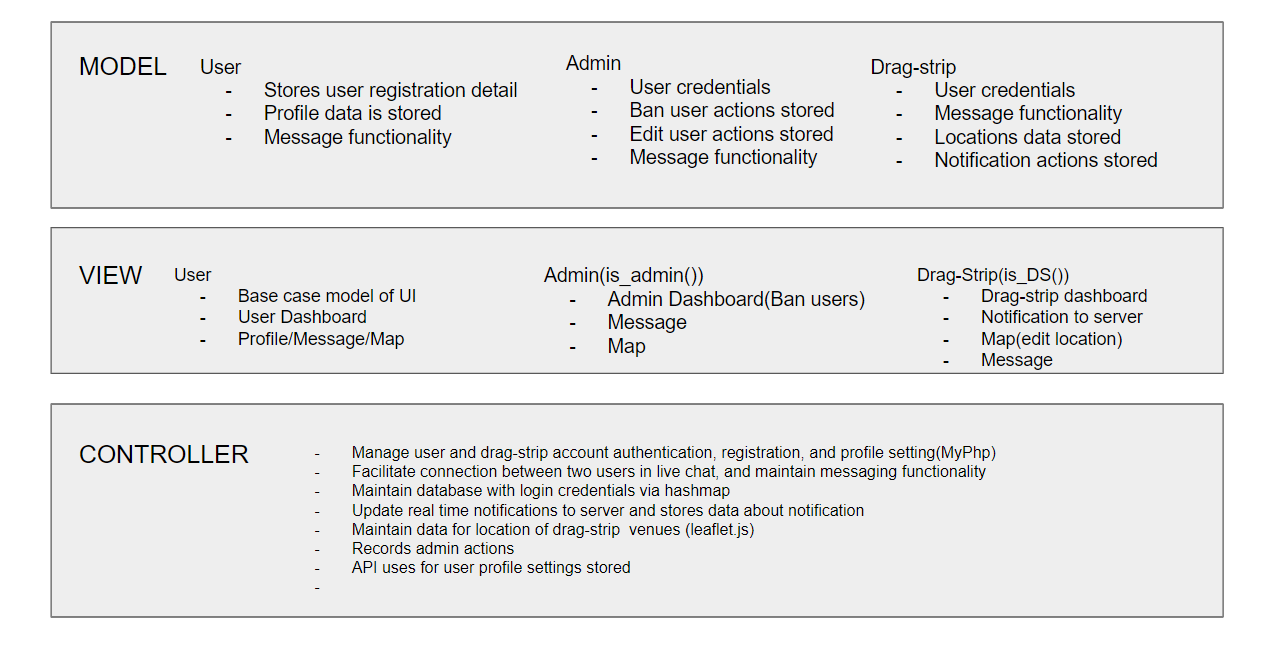 MODEL
User
- Stores user registration detail
- Profile data is stored
- Message functionality
Admin
- User credentials
- Ban user actions stored
- Edit user actions stored
- Message functionality
Drag-strip
- User credentials
- Message functionality
- Locations data stored
- Notification actions stored
VIEW
User
- Base case model of UI
- User Dashboard
- Profile/Message/Map
Admin(is_admin())
- Admin Dashboard(Ban users)
- Message
- Map
Drag-Strip(is_DS())
- Drag-strip dashboard
- Notification to server
- Map(edit location)
- Message
CONTROLLER
- Manage user and drag-strip account authentication, registration, and profile setting(MyPhp)
- Facilitate connection between two users in live chat, and maintain messaging functionality
- Maintain database with login credentials via hashmap
- Update real time notifications to server and stores data about notification
- Maintain data for location of drag-strip venues (leaflet.js)
- Records admin actions
- API uses for user profile settings stored
-